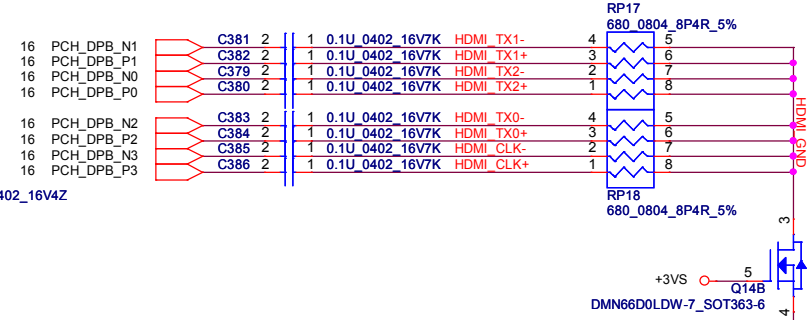 RP17
680_0804_8P4R_5%
16 PCH_DPB_N1 C381 2 1 0.1U_0402_16V7K HDMI_TX1- 4 5
16 PCH_DPB_P1 C382 2 1 0.1U_0402_16V7K HDMI_TX1+ 3 6
16 PCH_DPB_N0 C379 2 1 0.1U_0402_16V7K HDMI_TX2- 2 7
16 PCH_DPB_P0 C380 2 1 0.1U_0402_16V7K HDMI_TX2+ 1 8
16 PCH_DPB_N2 C383 2 1 0.1U_0402_16V7K HDMI_TX0- 4 5
16 PCH_DPB_P2 C384 2 1 0.1U_0402_16V7K HDMI_TX0+ 3 6
16 PCH_DPB_N3 C385 2 1 0.1U_0402_16V7K HDMI_CLK- 2 7
16 PCH_DPB_P3 C386 2 1 0.1U_0402_16V7K HDMI_CLK+ 1 8
HDMI_GND
402_16V4Z
RP18
680_0804_8P4R_5%
3
+3VS 5
Q14B
DMN66D0LDW-7_SOT363-6
4